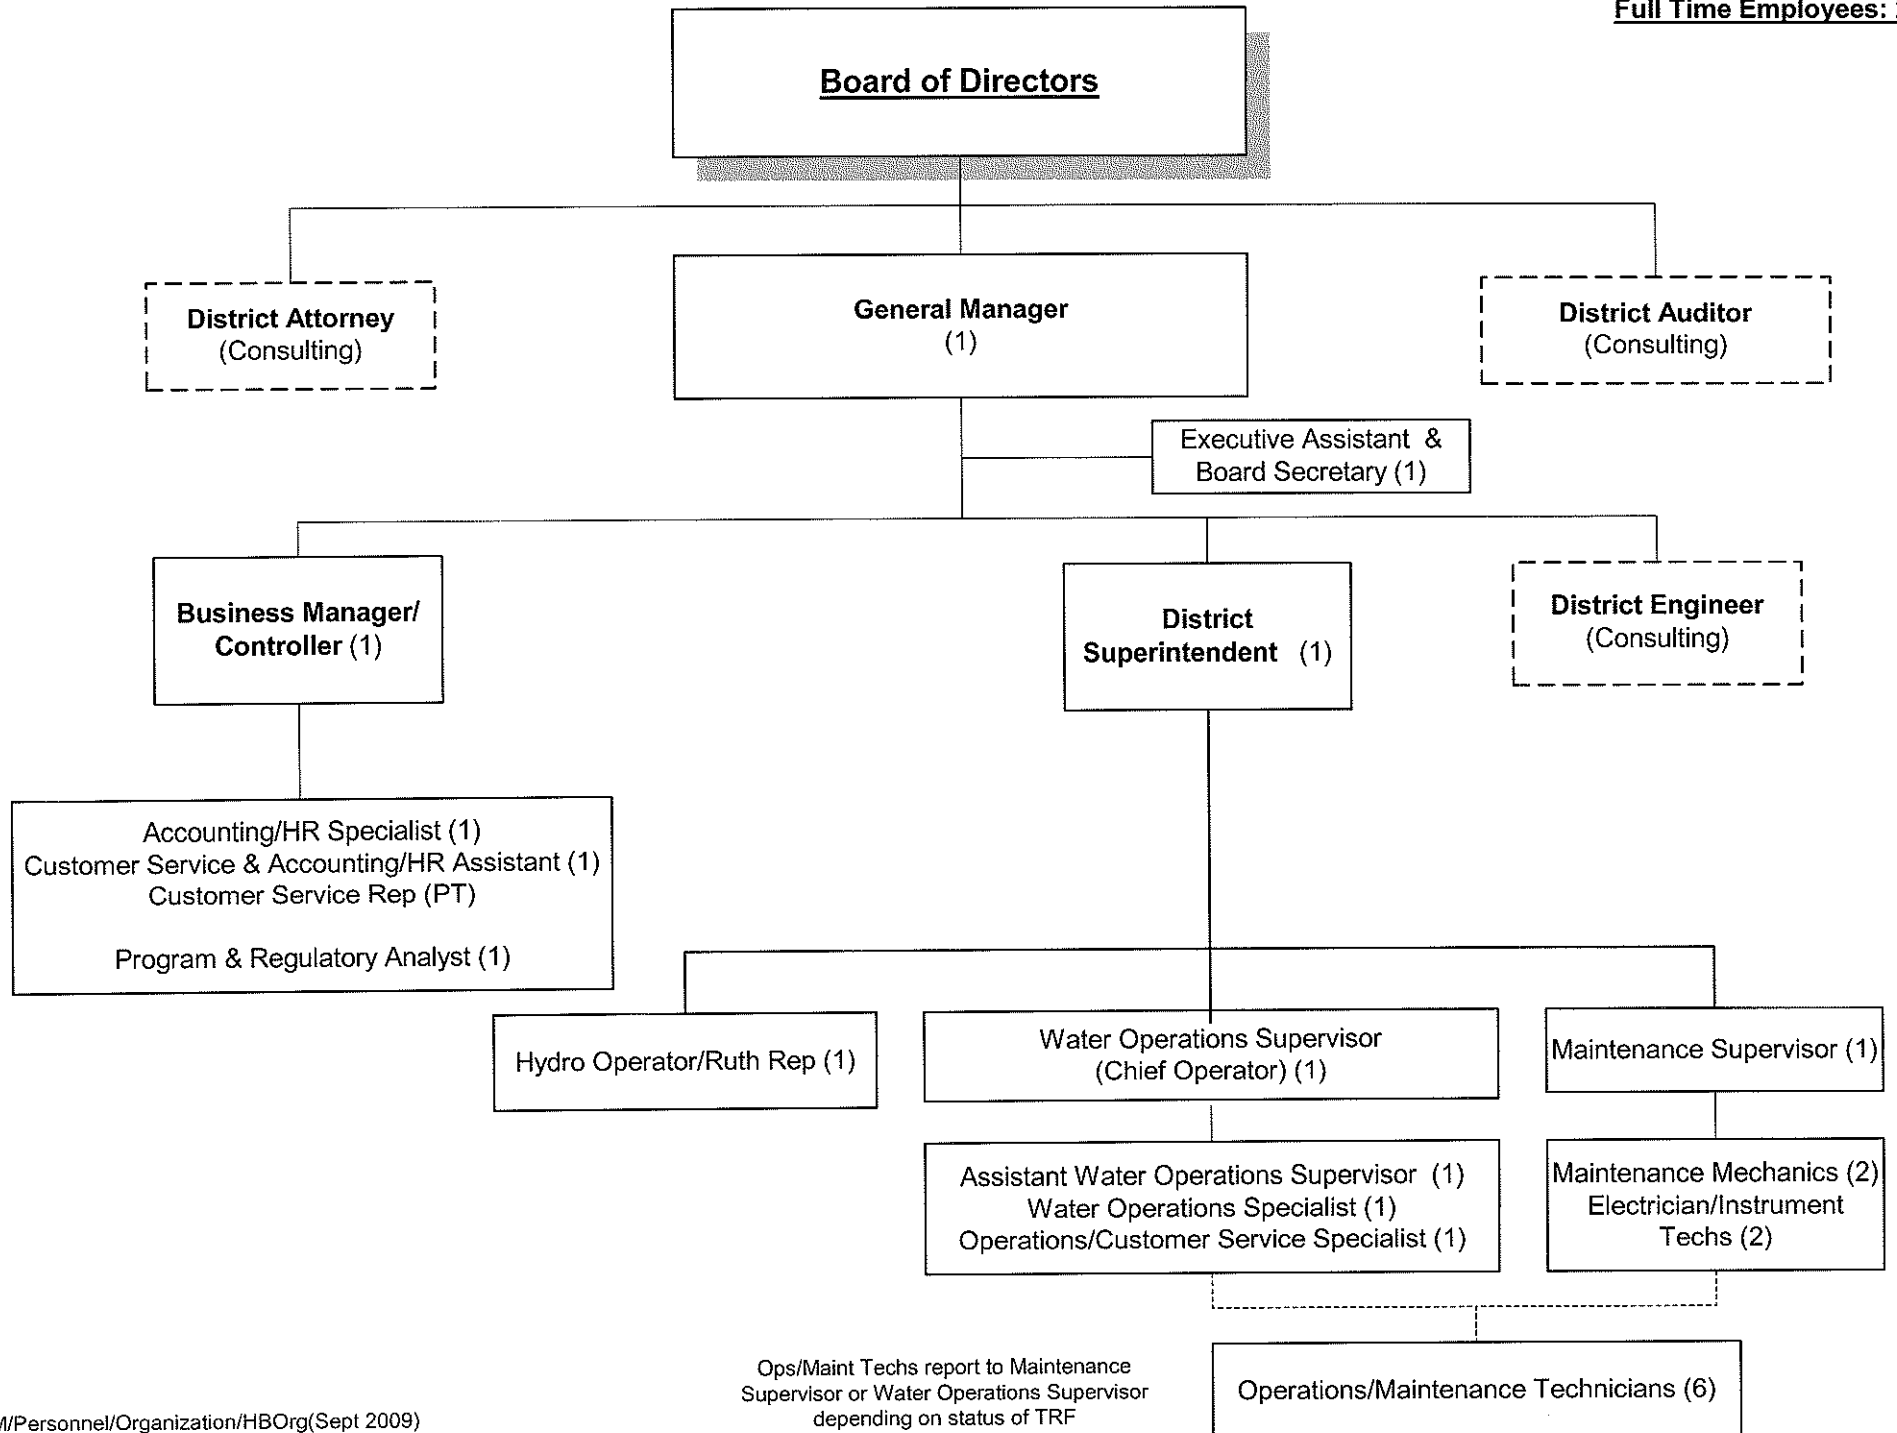 Full Time Employees:
Board of Directors
District Attorney
(Consulting)
General Manager
(1)
District Auditor
(Consulting)
Executive Assistant &
Board Secretary (1)
Business Manager/
Controller (1)
District
Superintendent (1)
District Engineer
(Consulting)
Accounting/HR Specialist (1)
Customer Service & Accounting/HR Assistant (1)
Customer Service Rep (PT)
Program & Regulatory Analyst (1)
Hydro Operator/Ruth Rep (1)
Water Operations Supervisor
(Chief Operator) (1)
Maintenance Supervisor (1)
Assistant Water Operations Supervisor (1)
Water Operations Specialist (1)
Operations/Customer Service Specialist (1)
Maintenance Mechanics (2)
Electrician/Instrument
Techs (2)
Ops/Maint Techs report to Maintenance
Supervisor or Water Operations Supervisor
depending on status of TRF
Operations/Maintenance Technicians (6)
/Personnel/Organization/HBOrg(Sept 2009)